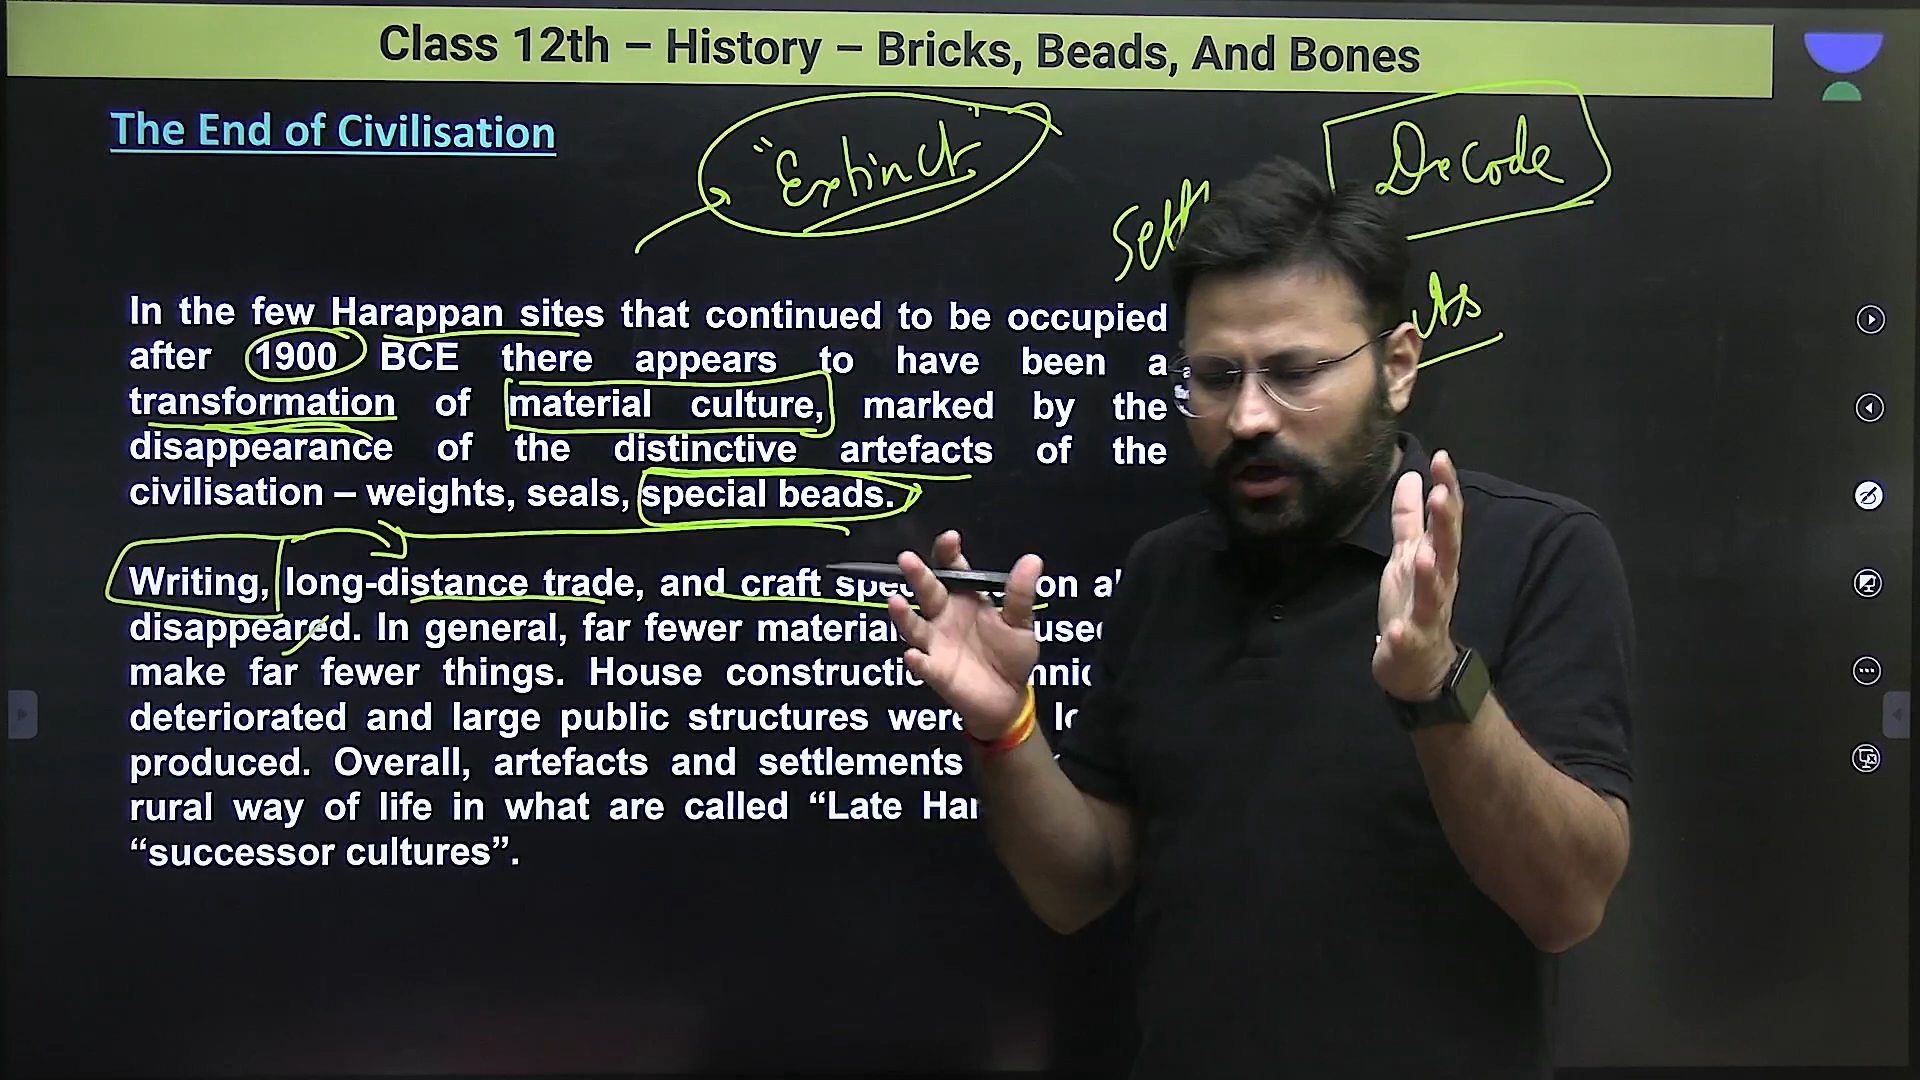 Class 12th – History – Bricks, Beads, And Bones
The End of Civilisation
"Extinct"
Decode
In the few Harappan sites that continued to be occupied
after 1900 BCE there appears to have been a
transformation of material culture, marked by the
disappearance of the distinctive artefacts of the
civilisation – weights, seals, special beads.
Writing, long-distance trade, and craft
disappeared. In general, far fewer
make far fewer things. House
deteriorated and large public structures
produced. Overall, artefacts and settlements
rural way of life in what are called “Late
“successor cultures”.